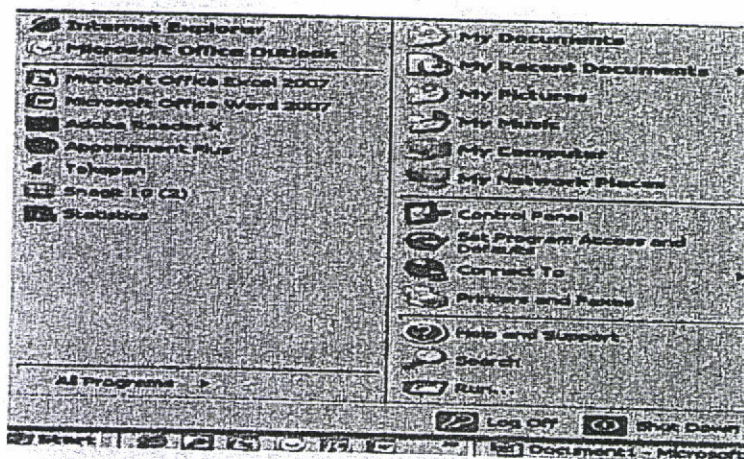 Internet Explorer
Microsoft Office Outlook
Microsoft Office Excel 2007
Microsoft Office Word 2007
Adobe Reader X
Appoinment Plus
SnagIt 10 (2)
Statistics
All Programs
My Documents
My Recent Documents
My Pictures
My Music
My Computer
My Network Places
Control Panel
Set Program Access and
Defaults
Connect To
Printers and Faxes
Help and Support
Search
Run...
Log Off
Shut Down
Start
Document1 - Microsoft